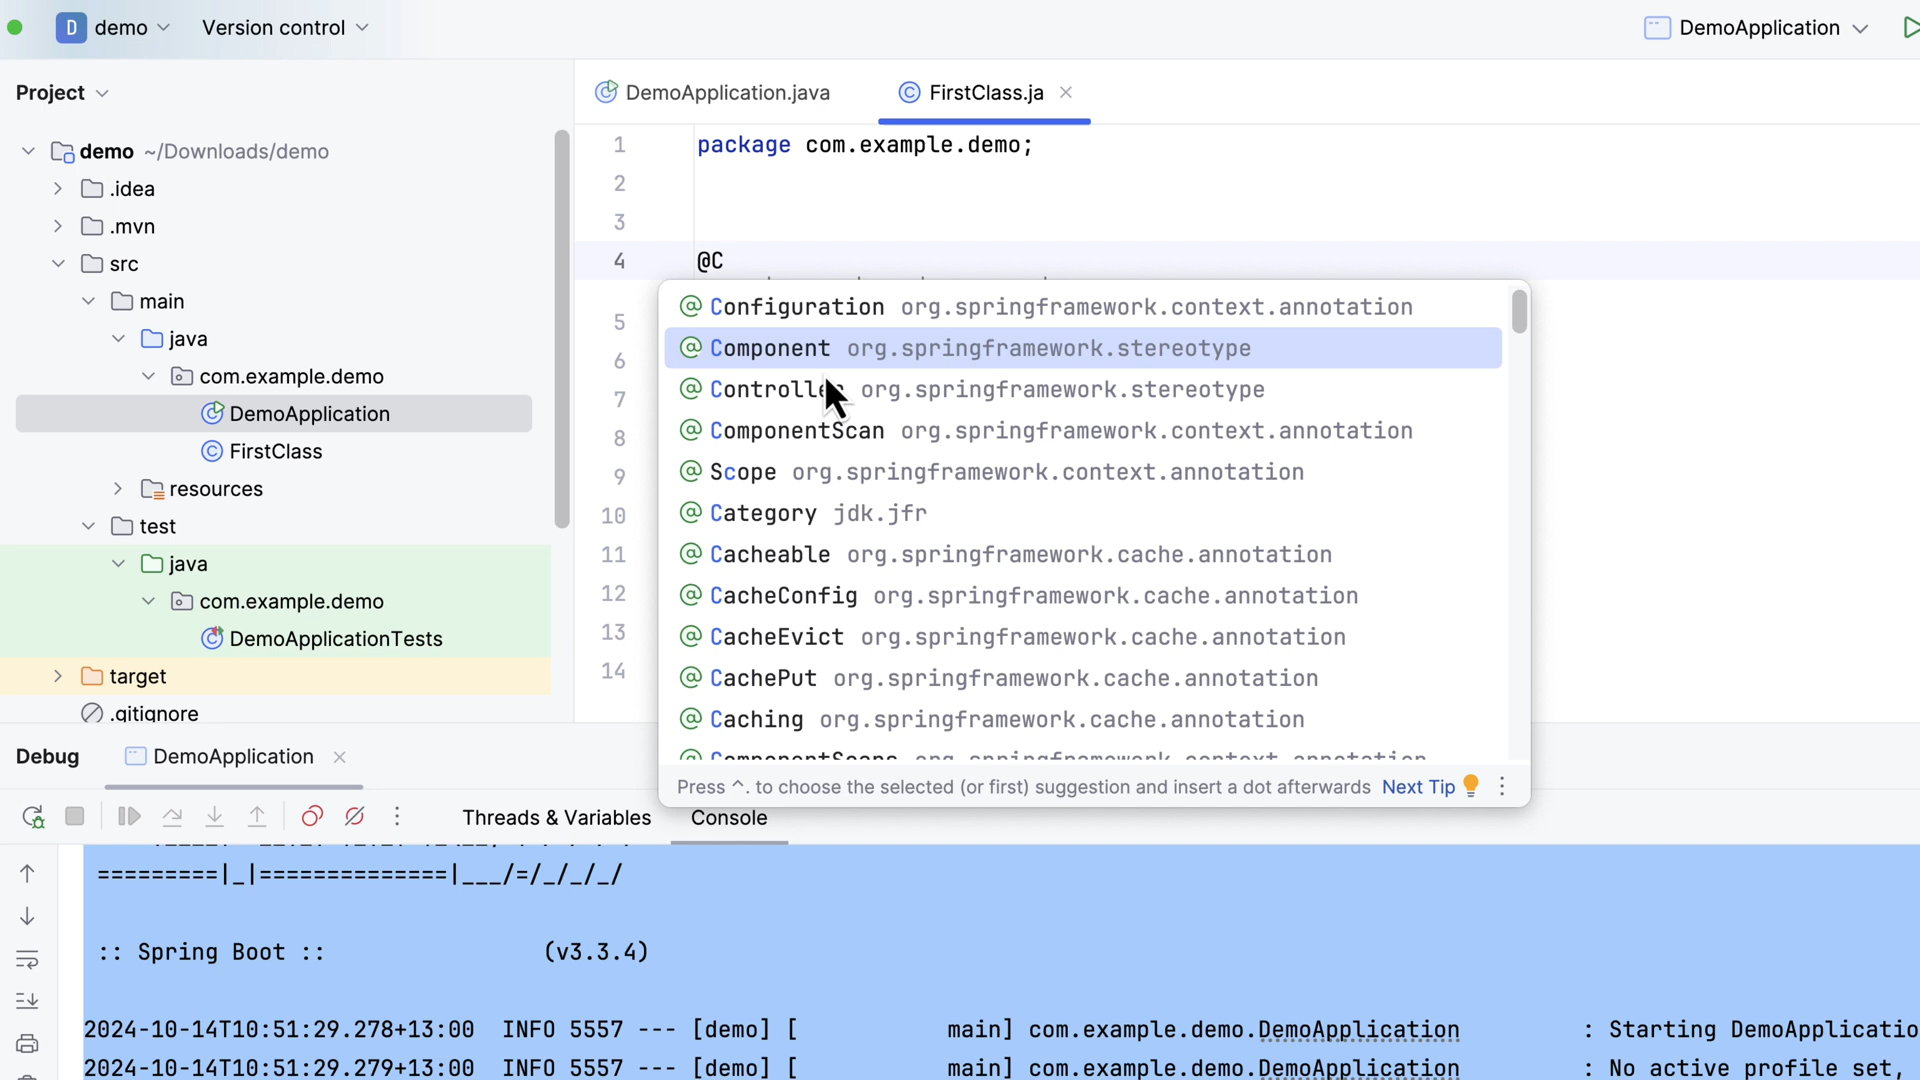 D demo Version control DemoApplication
Project
DemoApplication.java FirstClass.ja
demo ~/Downloads/demo
.idea
.mvn
src
main
java
com.example.demo
DemoApplication
FirstClass
resources
test
java
com.example.demo
DemoApplicationTests
target
.gitignore
1 package com.example.demo;
2
3
4 @C
5
6
7
8
9
10
11
12
13
14
@ Configuration org.springframework.context.annotation
@ Component org.springframework.stereotype
@ Controller org.springframework.stereotype
@ ComponentScan org.springframework.context.annotation
@ Scope org.springframework.context.annotation
@ Category jdk.jfr
@ Cacheable org.springframework.cache.annotation
@ CacheConfig org.springframework.cache.annotation
@ CacheEvict org.springframework.cache.annotation
@ CachePut org.springframework.cache.annotation
@ Caching org.springframework.cache.annotation
@ ComponentScans org.springframework.context.annotation
Press ^. to choose the selected (or first) suggestion and insert a dot afterwards Next Tip
Debug DemoApplication
Threads & Variables Console
=========|_|==============|___/=/_/_/_/
:: Spring Boot :: (v3.3.4)
2024-10-14T10:51:29.278+13:00 INFO 5557 --- [demo] [ main] com.example.demo.DemoApplication : Starting DemoApplicatio
2024-10-14T10:51:29.279+13:00 INFO 5557 --- [demo] [ main] com.example.demo.DemoApplication : No active profile set,